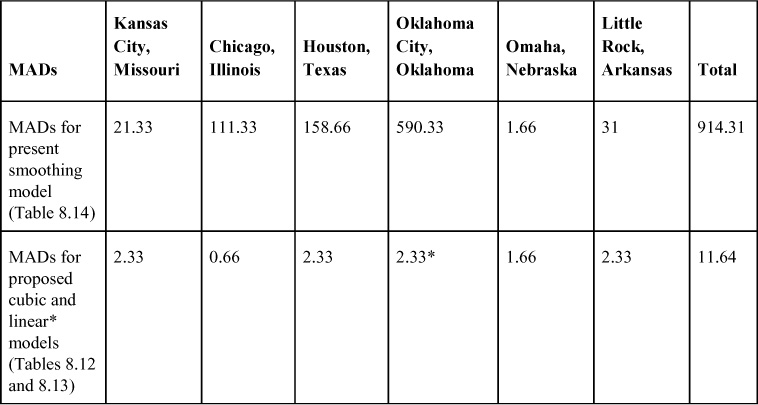 MADs
Kansas
City,
Missouri
Chicago,
Illinois
Houston,
Texas
Oklahoma
City,
Oklahoma
Omaha,
Nebraska
Little
Rock,
Arkansas
Total
MADs for
present
smoothing
model
(Table 8.14)
21.33
111.33
158.66
590.33
1.66
31
914.31
MADs for
proposed
cubic and
linear*
models
(Tables 8.12
and 8.13)
2.33
0.66
2.33
2.33*
1.66
2.33
11.64